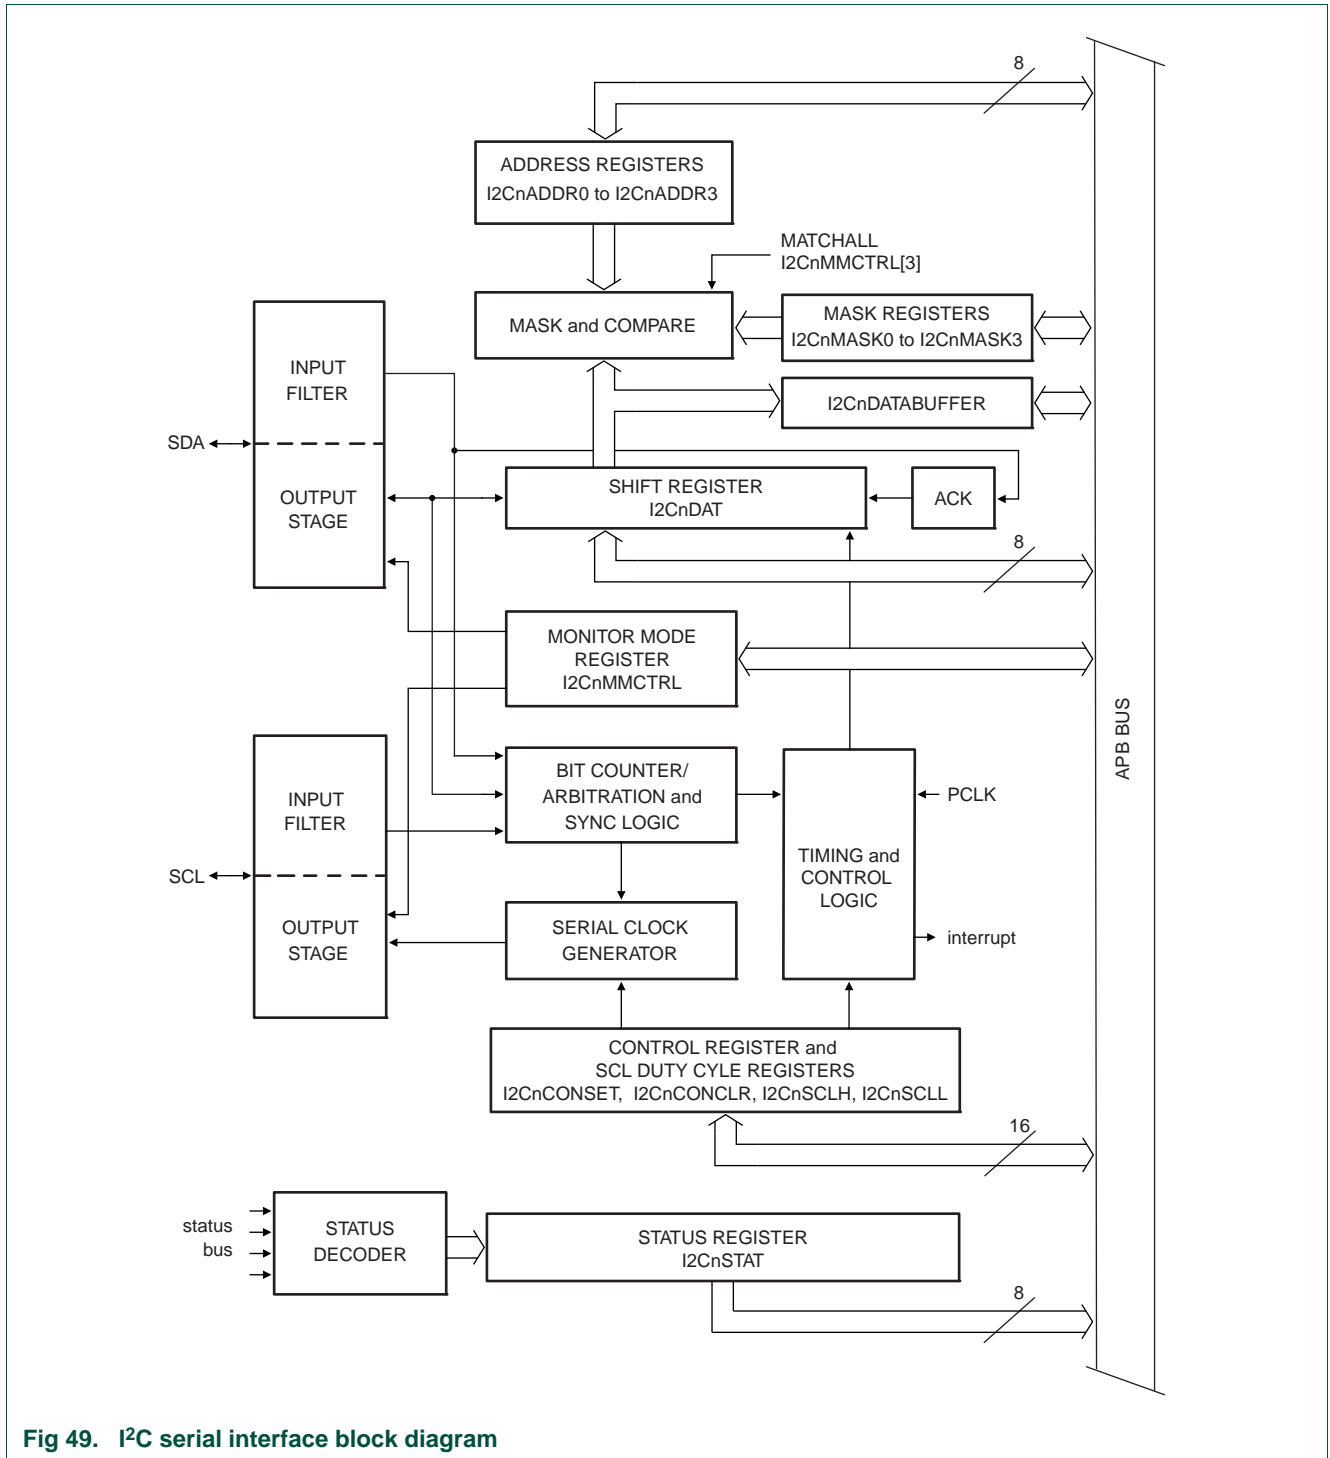 8
ADDRESS REGISTERS
I2CnADDR0 to I2CnADDR3
MATCHALL
I2CnMMCTRL[3]
MASK and COMPARE
MASK REGISTERS
I2CnMASK0 to I2CnMASK3
INPUT
FILTER
I2CnDATABUFFER
SDA
OUTPUT
STAGE
SHIFT REGISTER
I2CnDAT
ACK
8
MONITOR MODE
REGISTER
I2CnMMCTRL
APB BUS
INPUT
FILTER
BIT COUNTER/
ARBITRATION and
SYNC LOGIC
PCLK
TIMING and
CONTROL
LOGIC
SCL
OUTPUT
STAGE
SERIAL CLOCK
GENERATOR
interrupt
CONTROL REGISTER and
SCL DUTY CYLE REGISTERS
I2CnCONSET, I2CnCONCLR, I2CnSCLH, I2CnSCLL
16
status
bus
STATUS
DECODER
STATUS REGISTER
I2CnSTAT
8
Fig 49. I²C serial interface block diagram